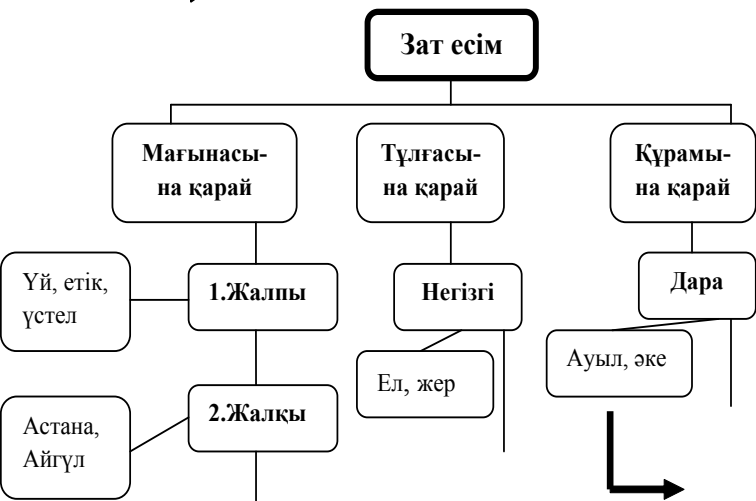 Зат есім
Мағынасы-
на қарай
Тұлғасы-
на қарай
Құрамы-
на қарай
Үй, етік,
үстел
1.Жалпы
Негізгі
Дара
Ел, жер
Ауыл, әке
Астана,
Айгүл
2.Жалқы